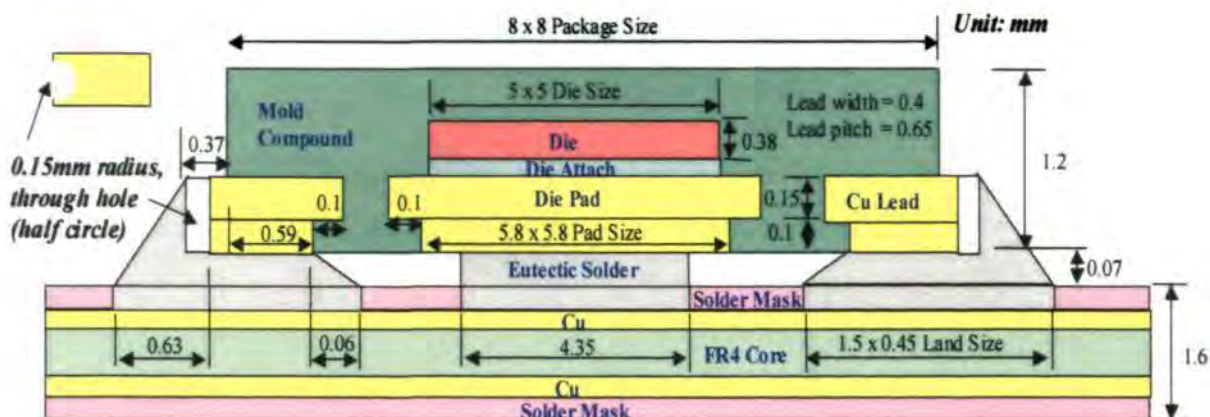 8 x 8 Package Size
Unit: mm
5 x 5 Die Size
Mold
Compound
Lead width = 0.4
Lead pitch = 0.65
Die
0.38
0.37
0.15mm radius,
through hole
(half circle)
Die Attach
1.2
0.1
0.1
Die Pad
0.15
Cu Lead
0.59
5.8 x 5.8 Pad Size
0.1
Eutectic Solder
0.07
Solder Mask
Cu
0.63
0.06
4.35
FR4 Core
1.5 x 0.45 Land Size
1.6
Cu
Solder Mask